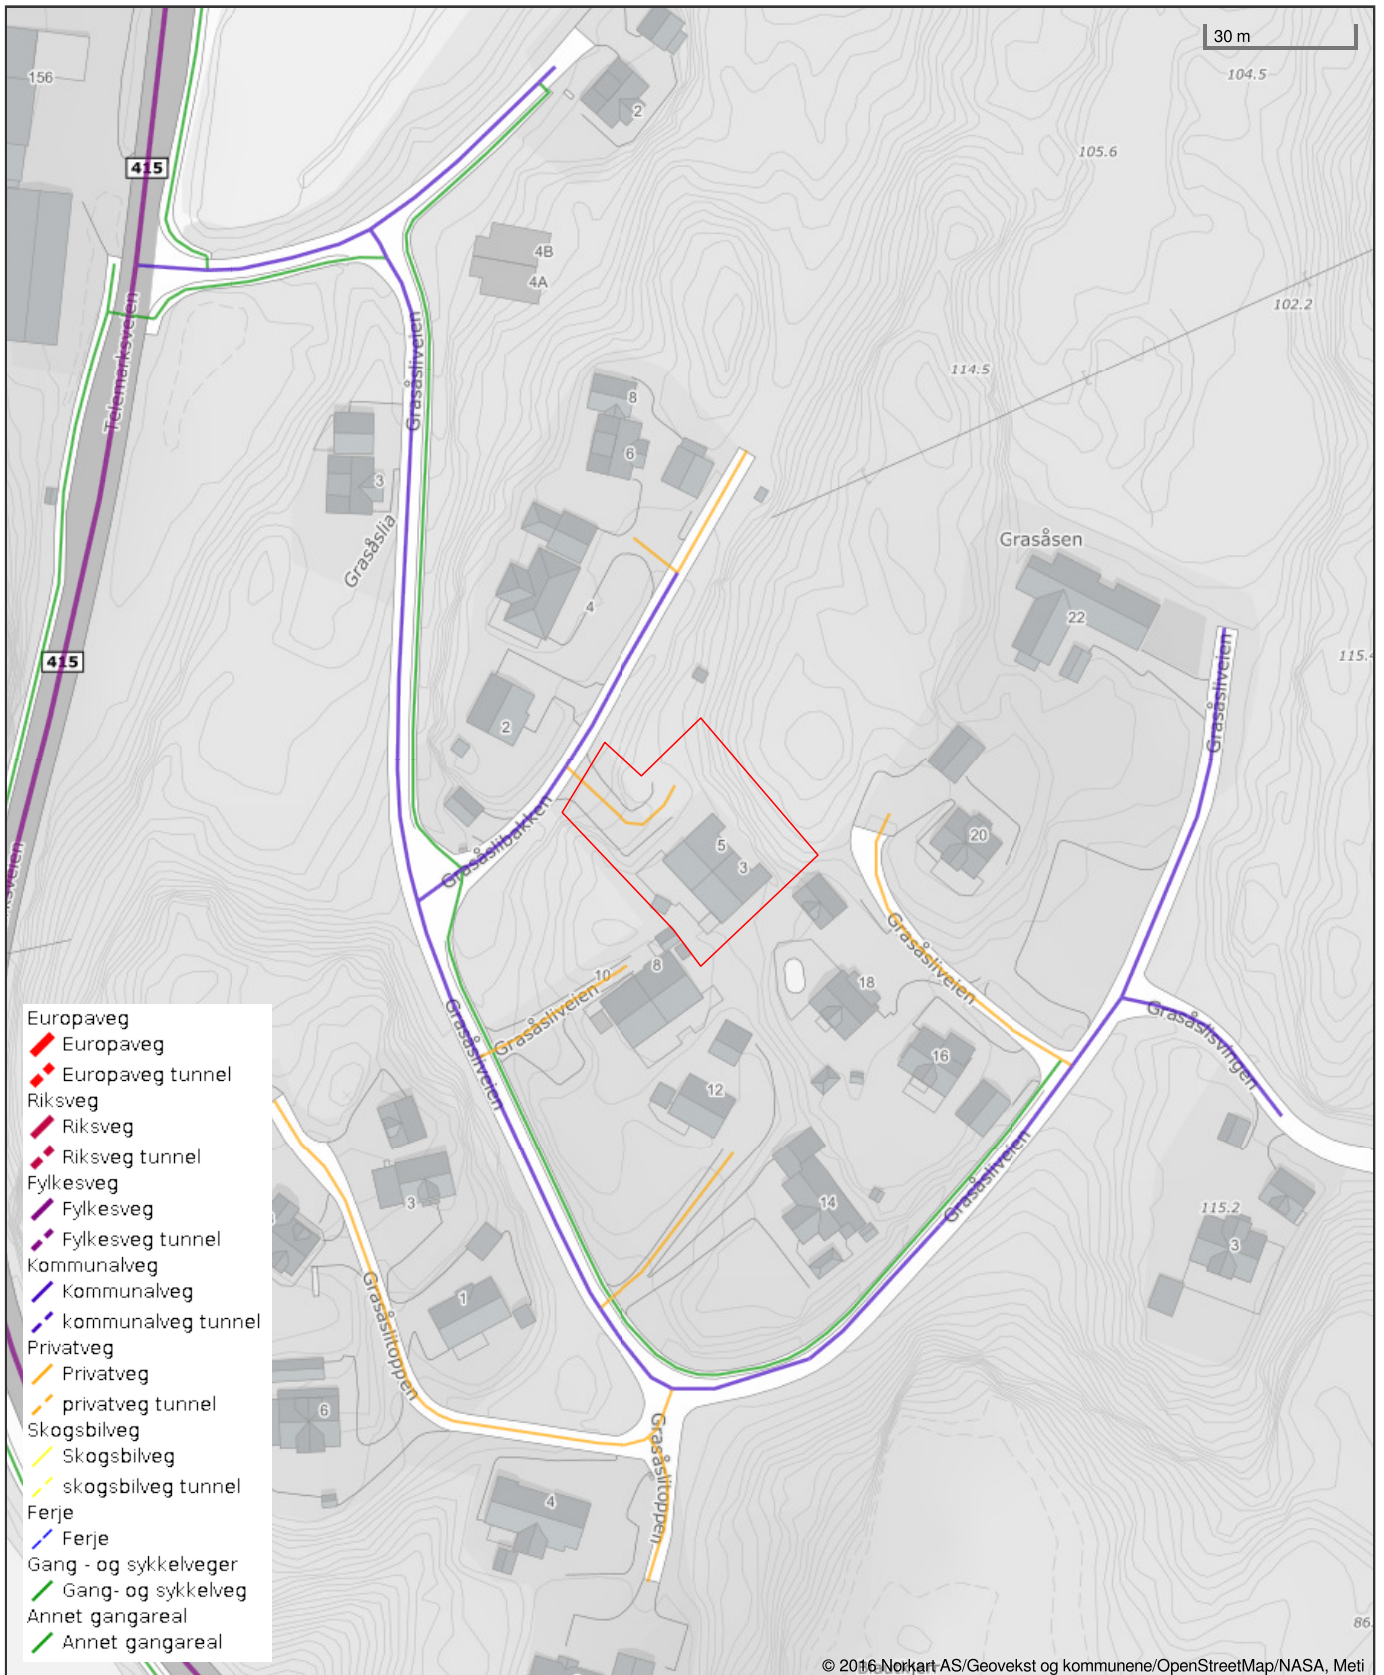 30 m
104.5
156
2
105.6
415
4B
4A
102.2
Telemarksveien
Grasåsliveien
114.5
8
6
3
Grasåslia
Grasåsen
4
22
415
115.4
Grasåsliveien
2
5
20
3
Grasåslibakken
Grasåsliveien
10
8
18
Grasåsliveien
Grasåsliveien
Grasåslisvingen
16
12
Grasåsliveien
3
14
115.2
3
1
Grasåslitoppen
6
Grasåslitoppen
4
86.
Europaveg
Europaveg
Europaveg tunnel
Riksveg
Riksveg
Riksveg tunnel
Fylkesveg
Fylkesveg
Fylkesveg tunnel
Kommunalveg
Kommunalveg
kommunalveg tunnel
Privatveg
Privatveg
privatveg tunnel
Skogsbilveg
Skogsbilveg
skogsbilveg tunnel
Ferje
Ferje
Gang - og sykkelveger
Gang- og sykkelveg
Annet gangareal
Annet gangareal
© 2016 Norkart AS/Geovekst og kommunene/OpenStreetMap/NASA, Meti